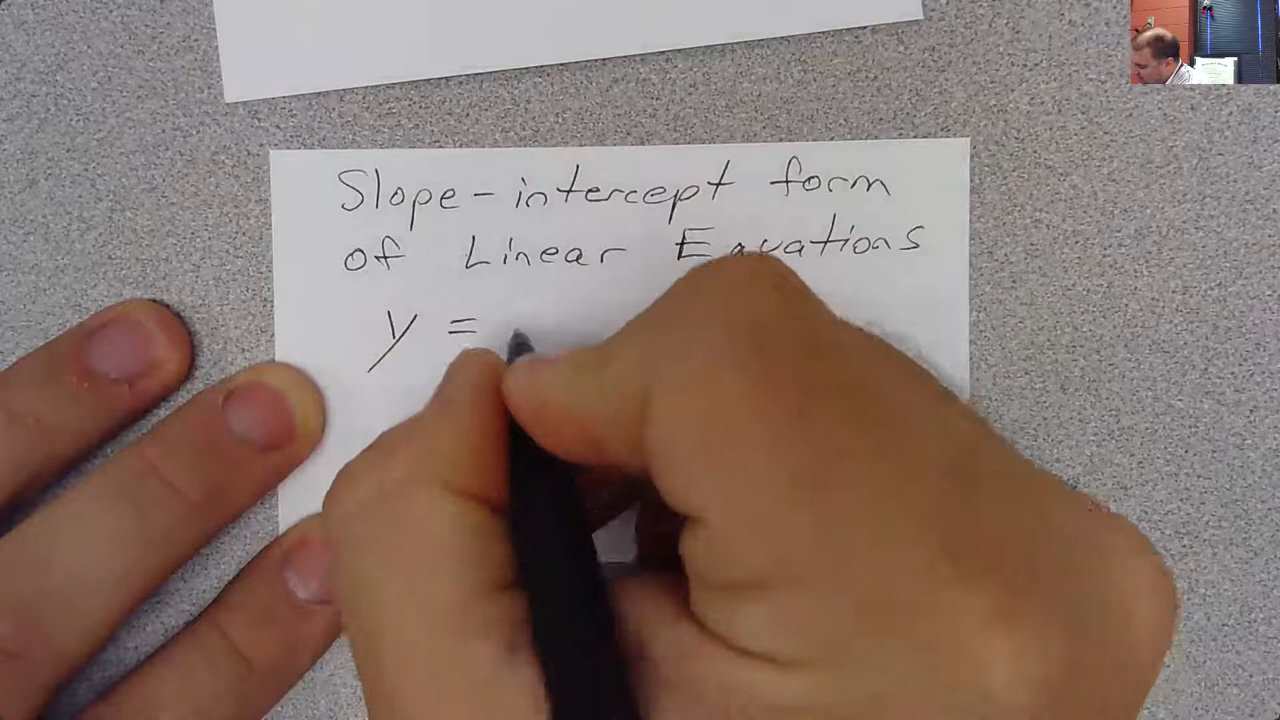 Slope-intercept form
of Linear Equations
y =